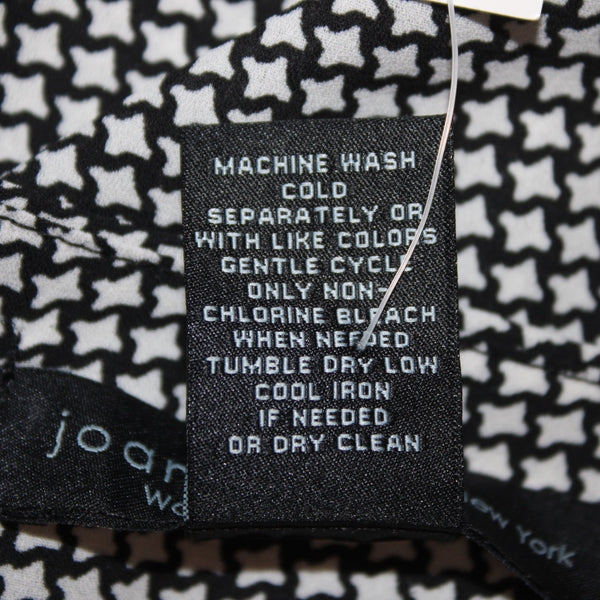 MACHINE WASH
COLD
SEPARATELY OR
WITH LIKE COLORS
GENTLE CYCLE
ONLY NON-
CHLORINE BLEACH
WHEN NEEDED
TUMBLE DRY LOW
COOL IRON
IF NEEDED
OR DRY CLEAN
new york